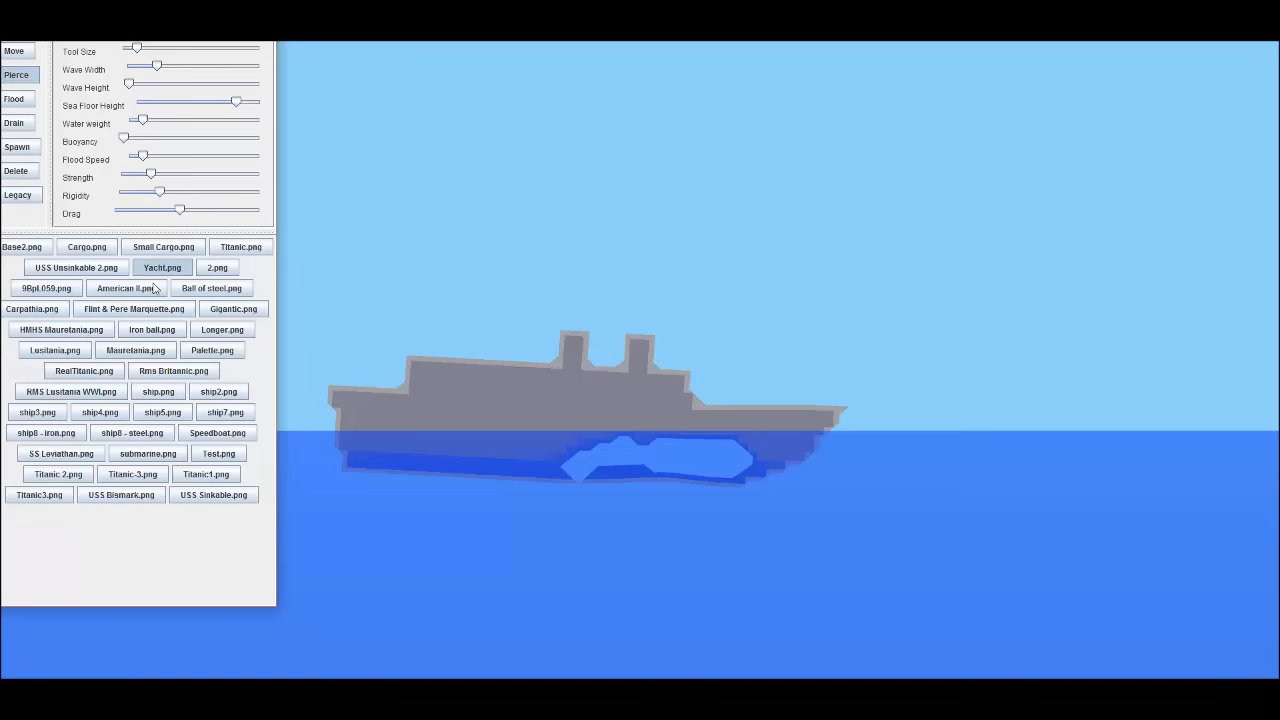 Move
Pierce
Flood
Drain
Spawn
Delete
Legacy
Tool Size
Wave Width
Wave Height
Sea Floor Height
Water weight
Buoyancy
Flood Speed
Strength
Rigidity
Drag
Base2.png Cargo.png Small Cargo.png Titanic.png
USS Unsinkable 2.png Yacht.png 2.png
9BpL059.png American II.png Ball of steel.png
Carpathia.png Flint & Pere Marquette.png Gigantic.png
HMHS Mauretania.png Iron ball.png Longer.png
Lusitania.png Mauretania.png Palette.png
RealTitanic.png Rms Britannic.png
RMS Lusitania WWI.png ship.png ship2.png
ship3.png ship4.png ship5.png ship7.png
ship8 - iron.png ship8 - steel.png Speedboat.png
SS Leviathan.png submarine.png Test.png
Titanic 2.png Titanic-3.png Titanic1.png
Titanic3.png USS Bismark.png USS Sinkable.png